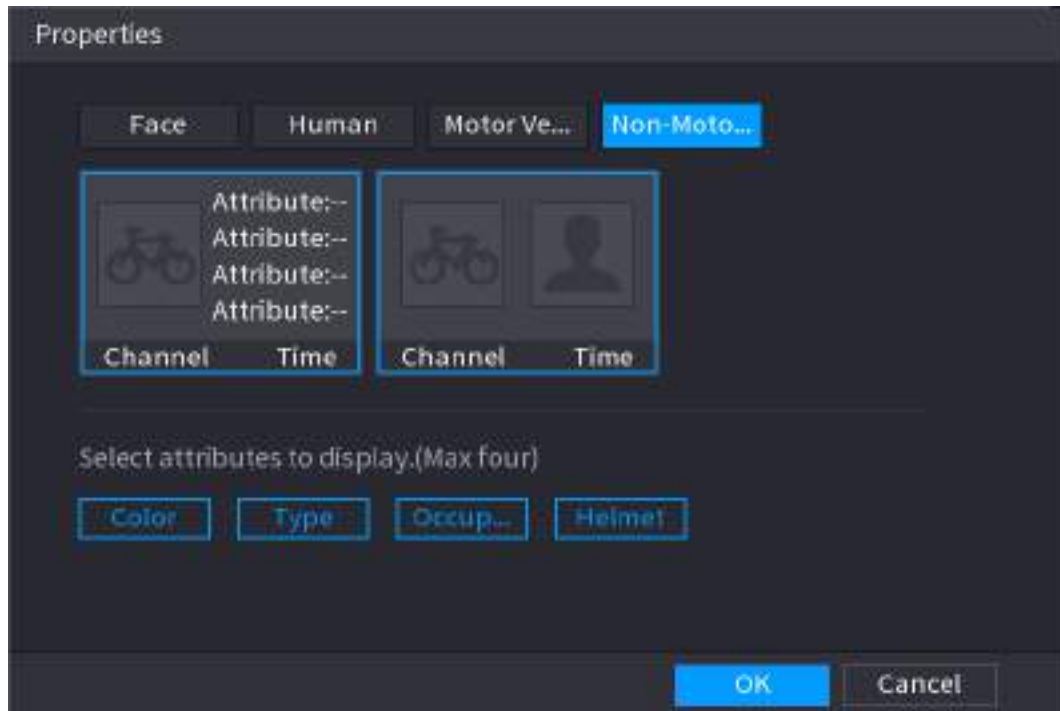 Properties
Face Human Motor Ve... Non-Moto...
Attribute:--
Attribute:--
Attribute:--
Attribute:--
Channel Time Channel Time
Select attributes to display.(Max four)
Color Type Occup... Helmet
OK Cancel